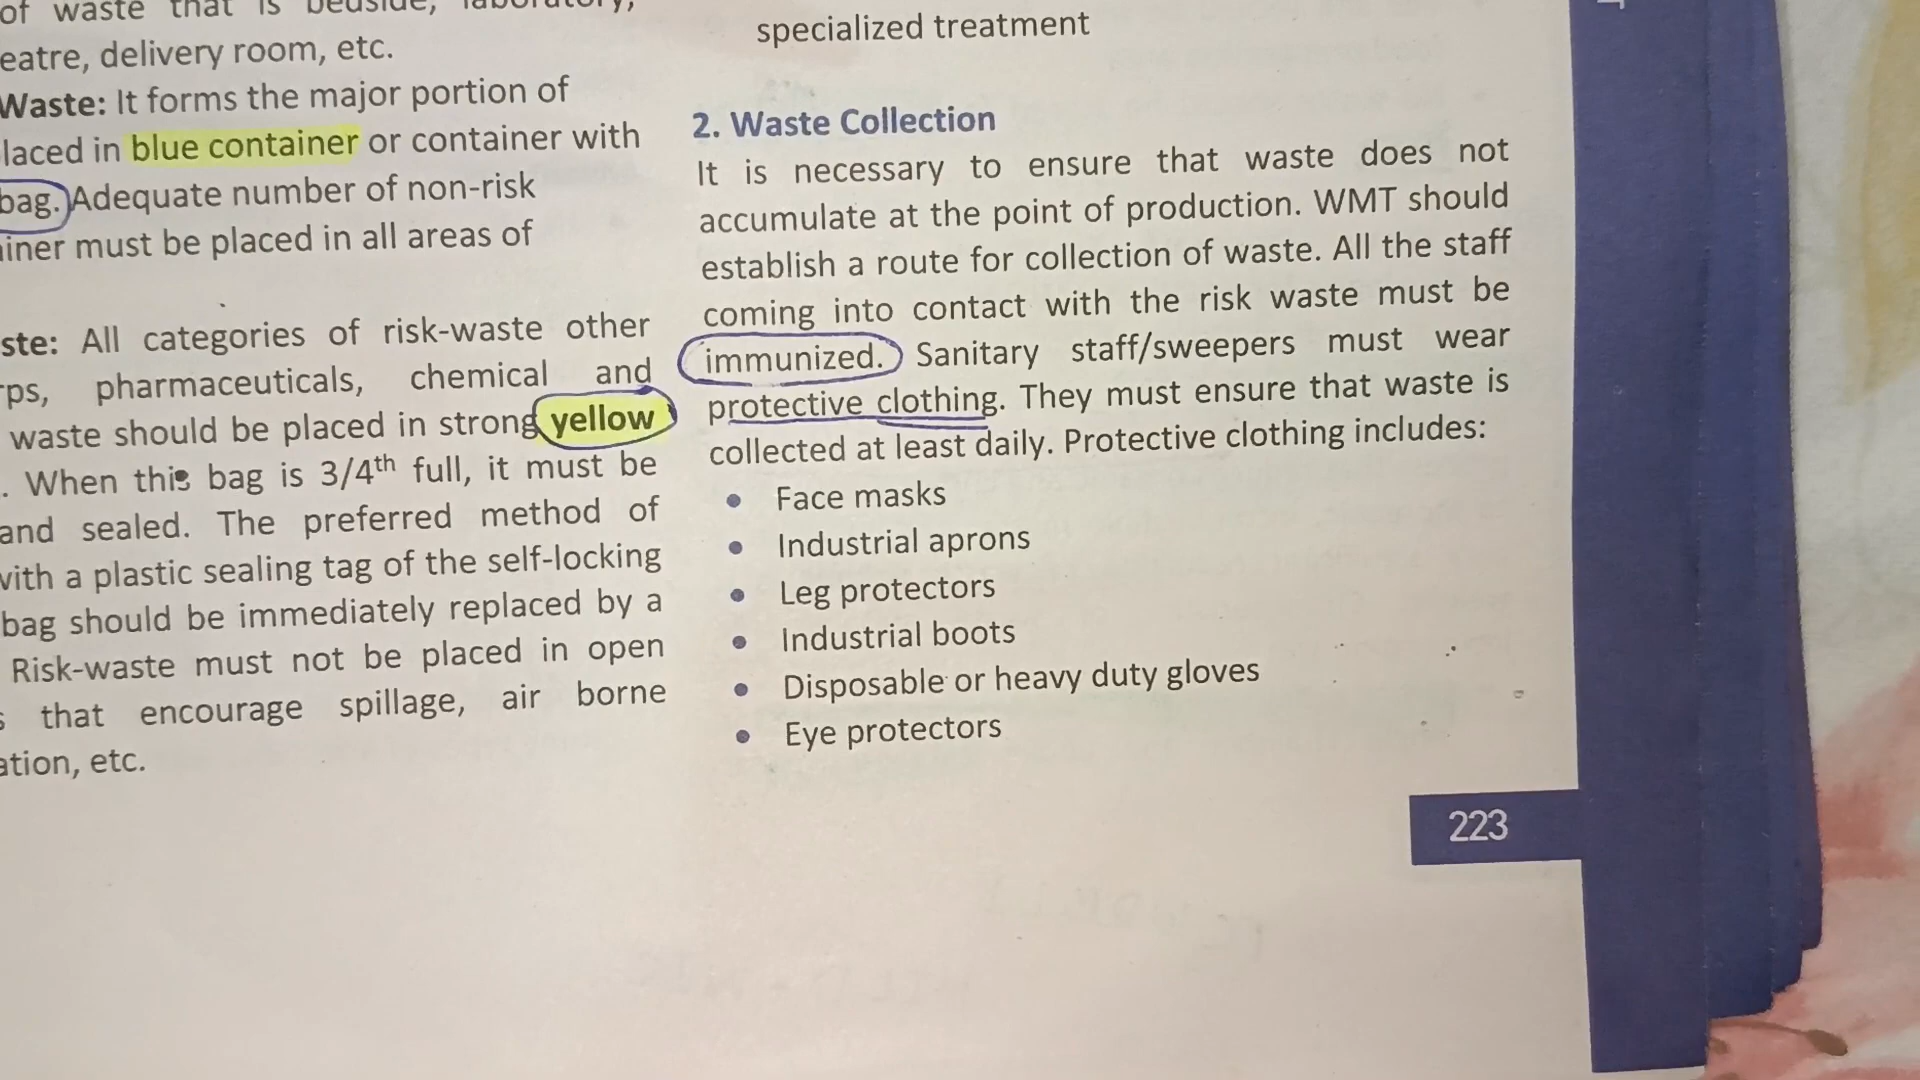 of waste that is bedside, laboratory,
eatre, delivery room, etc.
Waste: It forms the major portion of
laced in blue container or container with
bag. Adequate number of non-risk
iner must be placed in all areas of
ste: All categories of risk-waste other
rps, pharmaceuticals, chemical and
waste should be placed in strong yellow
. When this bag is 3/4th full, it must be
and sealed. The preferred method of
with a plastic sealing tag of the self-locking
bag should be immediately replaced by a
Risk-waste must not be placed in open
s that encourage spillage, air borne
ation, etc.
specialized treatment
2. Waste Collection
It is necessary to ensure that waste does not
accumulate at the point of production. WMT should
establish a route for collection of waste. All the staff
coming into contact with the risk waste must be
immunized. Sanitary staff/sweepers must wear
protective clothing. They must ensure that waste is
collected at least daily. Protective clothing includes:
• Face masks
• Industrial aprons
• Leg protectors
• Industrial boots
• Disposable or heavy duty gloves
• Eye protectors
223